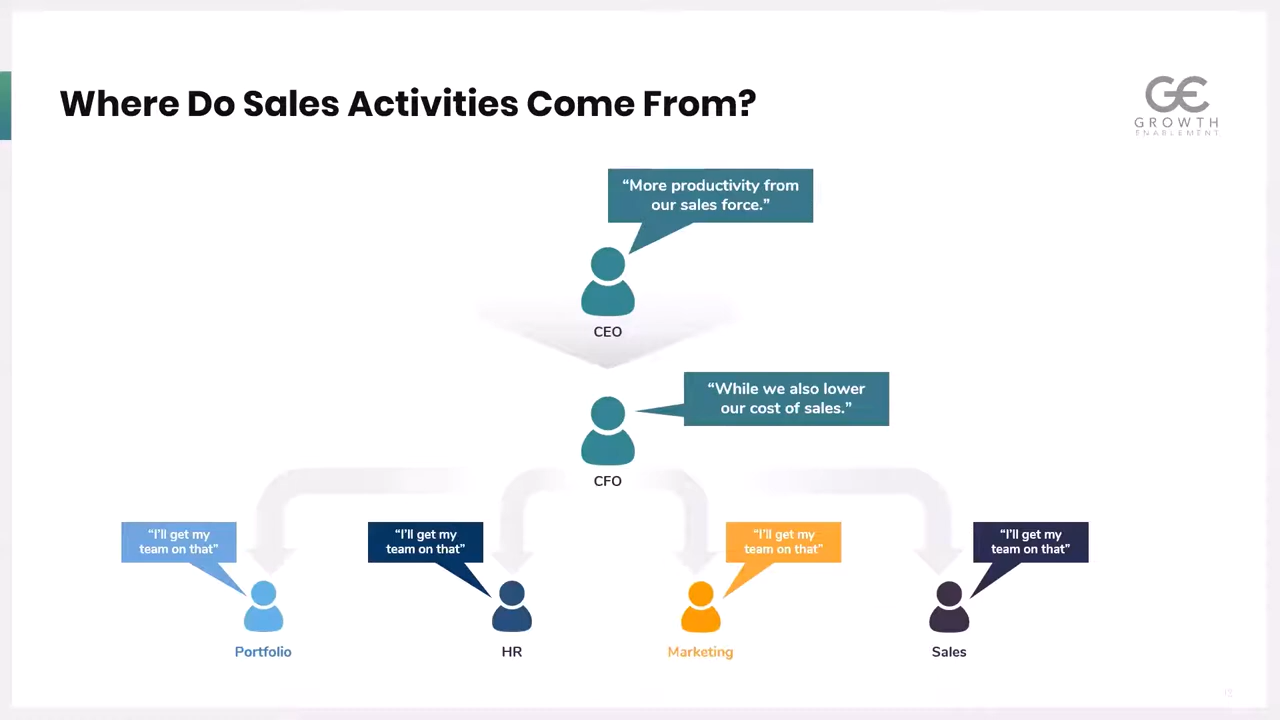 Where Do Sales Activities Come From?
GE
GROWTH
ENABLEMENT
“More productivity from
our sales force.”
CEO
“While we also lower
our cost of sales.”
CFO
“I’ll get my
team on that”
“I’ll get my
team on that”
“I’ll get my
team on that”
“I’ll get my
team on that”
Portfolio
HR
Marketing
Sales